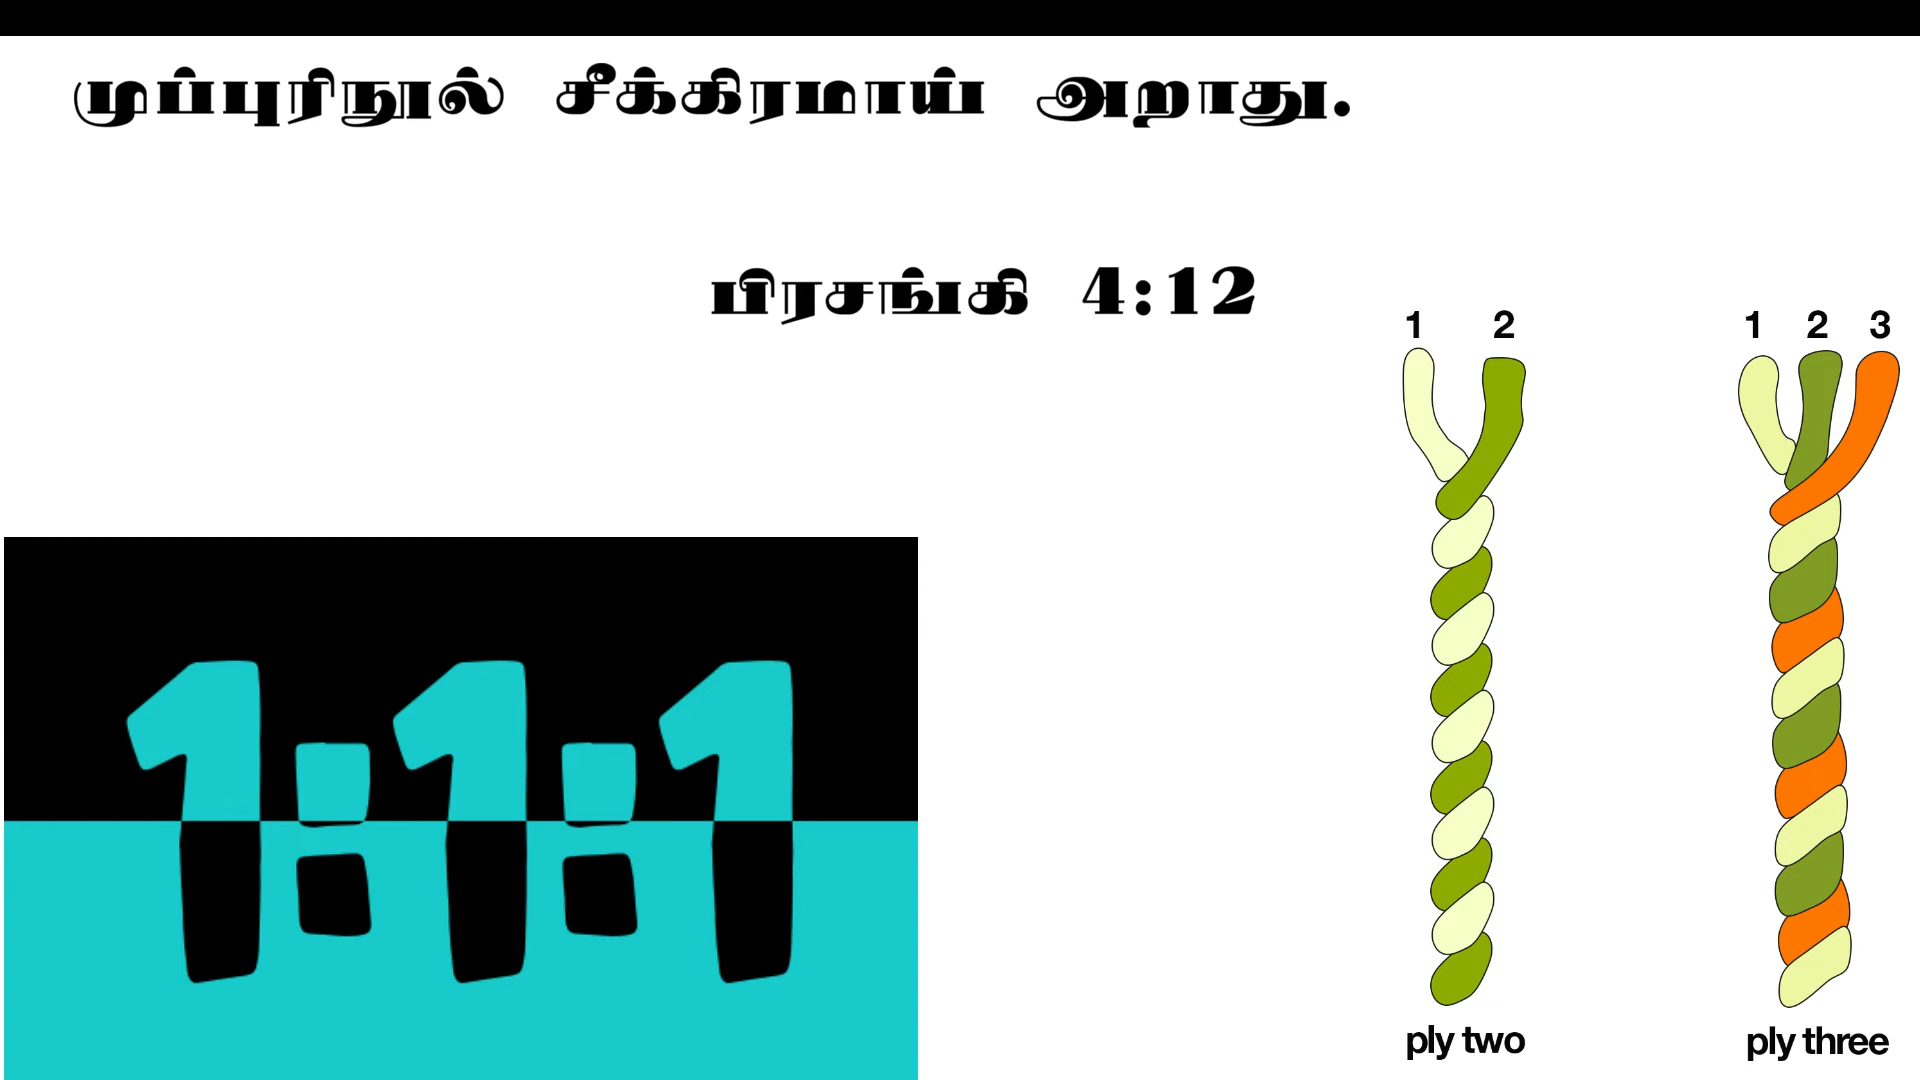 முப்புரிநூல் சீக்கிரமாய் அறாது.
பிரசங்கி 4:12
1 2
1 2 3
1:1:1
ply two
ply three